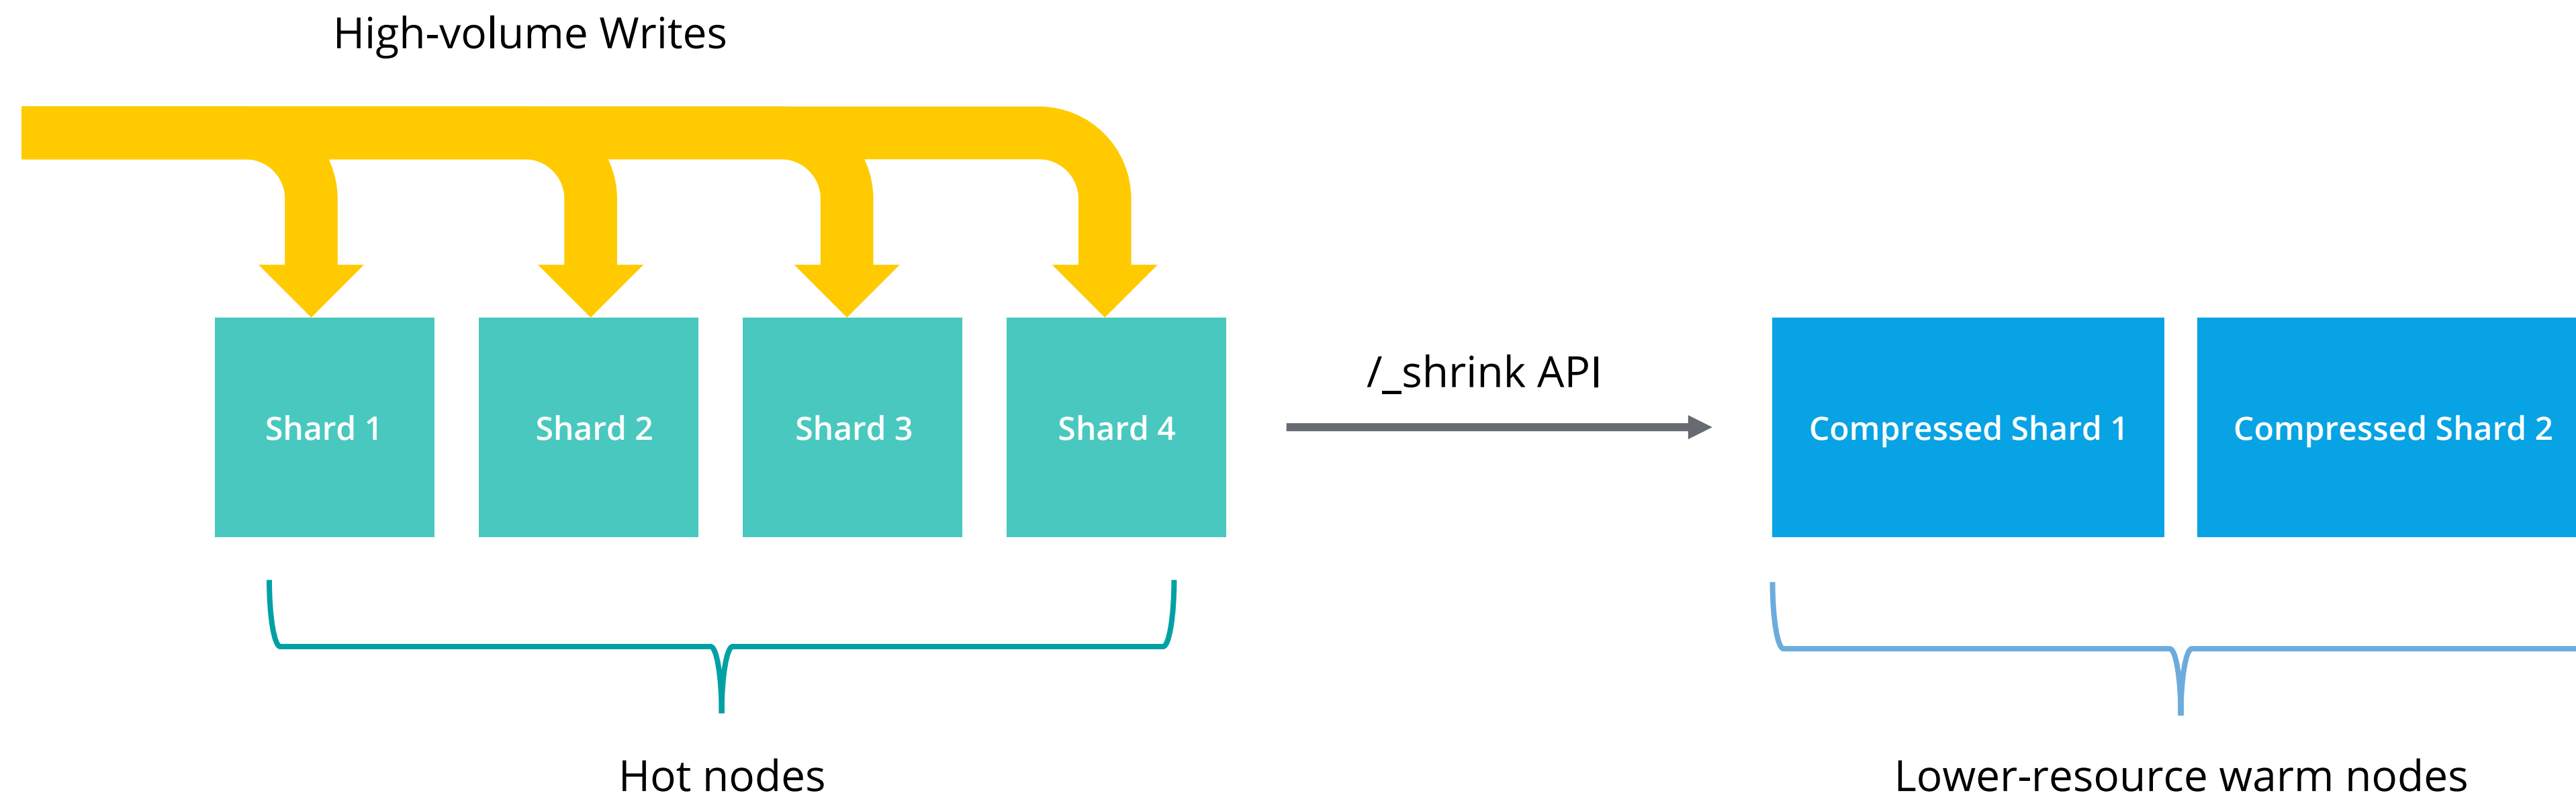 High-volume Writes
Shard 1
Shard 2
Shard 3
Shard 4
/_shrink API
Compressed Shard 1
Compressed Shard 2
Hot nodes
Lower-resource warm nodes